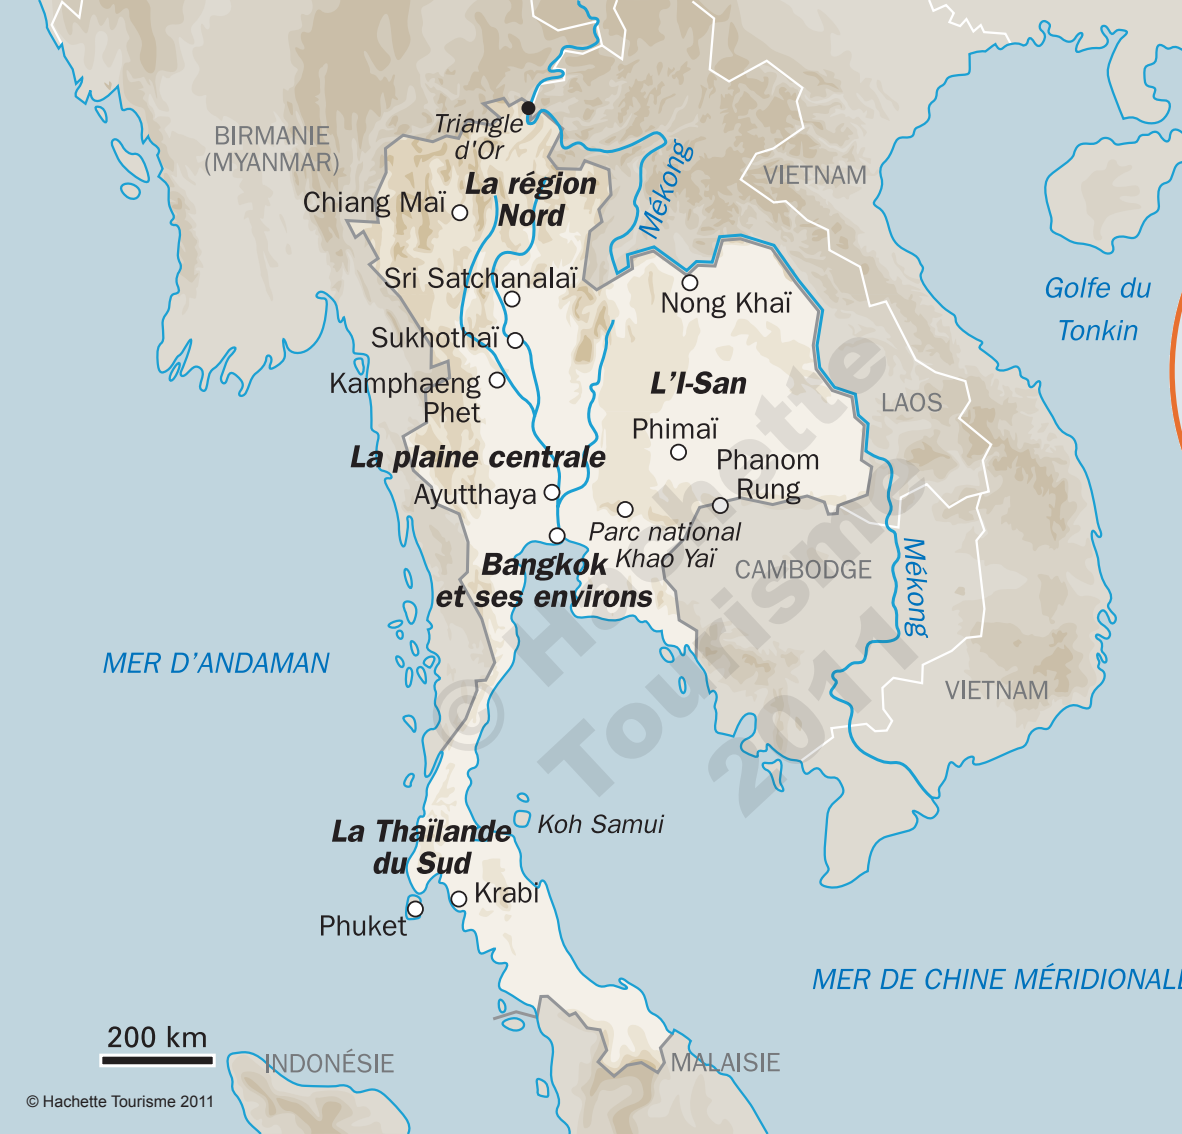 Triangle
d'Or
BIRMANIE
(MYANMAR)
Mékong
VIETNAM
La région
Nord
Chiang Maï
Sri Satchanalaï
Nong Khaï
Golfe du
Tonkin
Sukhothaï
Kamphaeng
Phet
L'I-San
LAOS
Phimaï
La plaine centrale
Phanom
Rung
Ayutthaya
Parc national
Khao Yaï
Bangkok
et ses environs
CAMBODGE
Mékong
MER D'ANDAMAN
VIETNAM
© Hachette
Tourisme
2011
La Thaïlande
du Sud
Koh Samui
Krabi
Phuket
MER DE CHINE MÉRIDIONALE
200 km
INDONÉSIE
MALAISIE
© Hachette Tourisme 2011